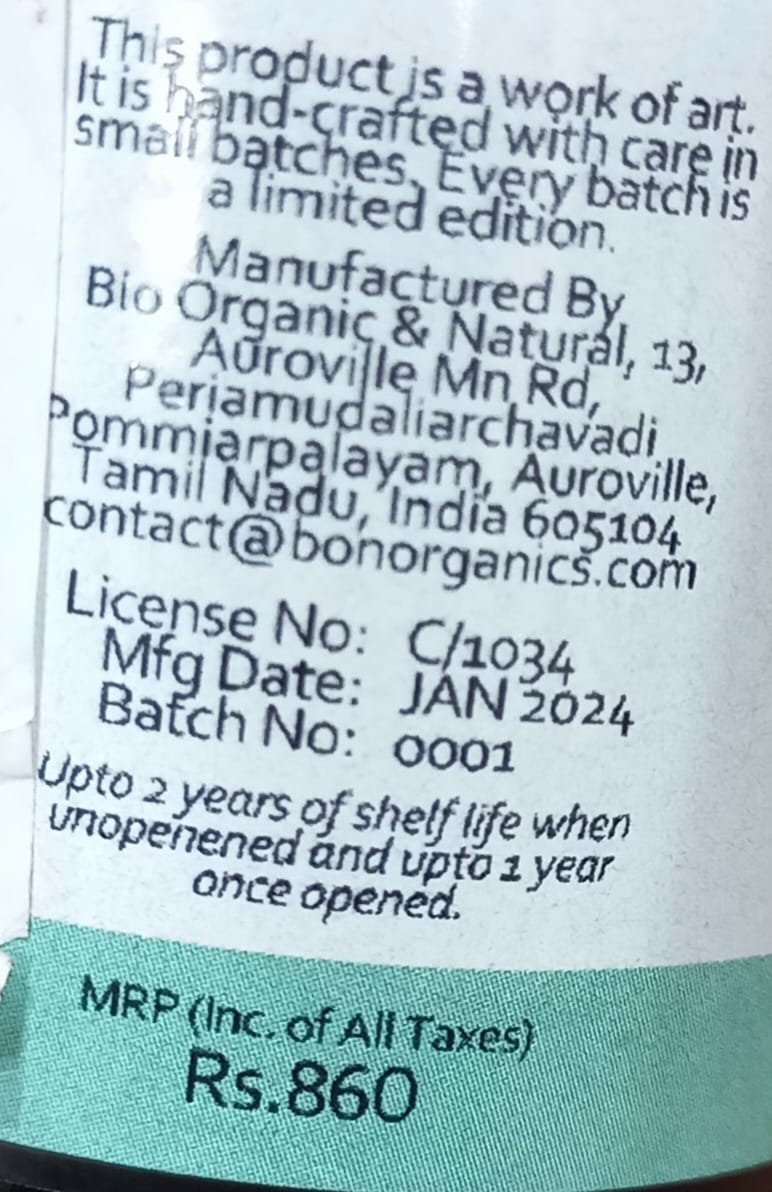 This product is a work of art.
It is hand-crafted with care in
small batches. Every batch is
a limited edition.
Manufactured By
Bio Organic & Natural, 13,
Auroville Mn Rd,
Periamudaliarchavadi
Pommiarpalayam, Auroville,
Tamil Nadu, India 605104
contact@bonorganics.com
License No: C/1034
Mfg Date: JAN 2024
Batch No: 0001
Upto 2 years of shelf life when
unopenened and upto 1 year
once opened.
MRP (Inc. of All Taxes)
Rs.860